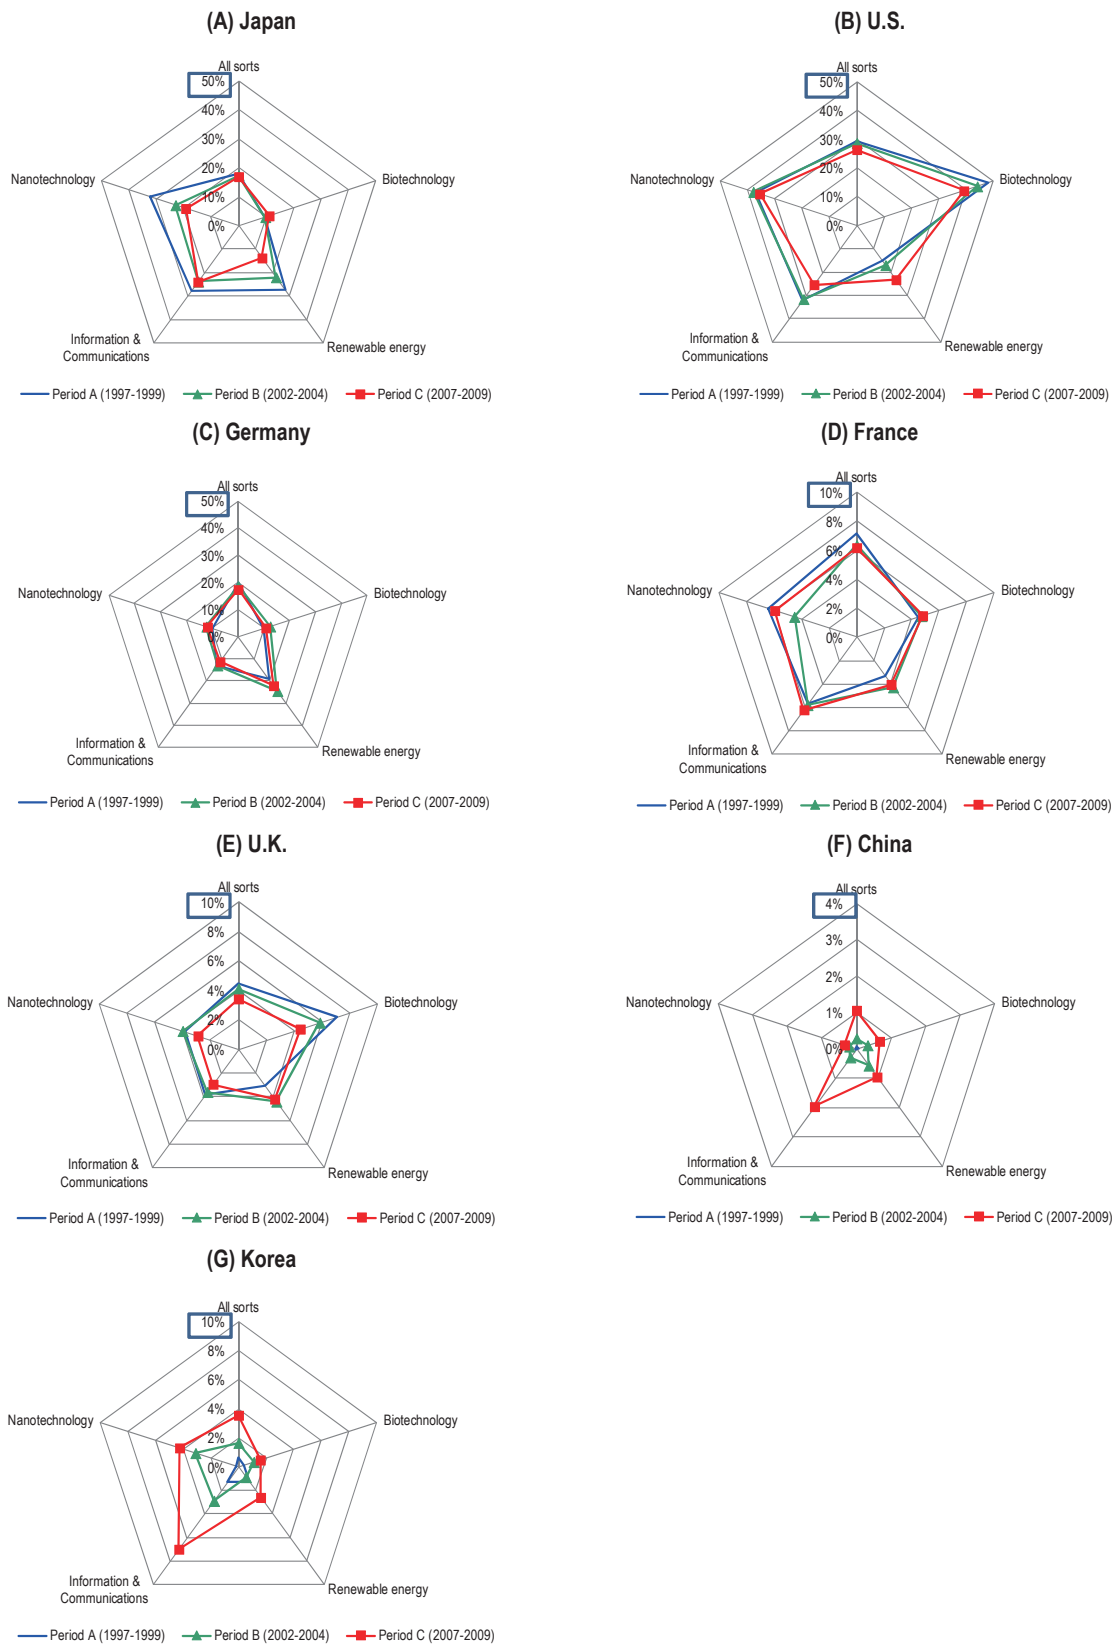 (A) Japan
All sorts
50%
40%
30%
20%
10%
0%
Nanotechnology
Biotechnology
Information &
Communications
Renewable energy
Period A (1997-1999) Period B (2002-2004) Period C (2007-2009)
(B) U.S.
All sorts
50%
40%
30%
20%
10%
0%
Nanotechnology
Biotechnology
Information &
Communications
Renewable energy
Period A (1997-1999) Period B (2002-2004) Period C (2007-2009)
(C) Germany
All sorts
50%
40%
30%
20%
10%
0%
Nanotechnology
Biotechnology
Information &
Communications
Renewable energy
Period A (1997-1999) Period B (2002-2004) Period C (2007-2009)
(D) France
All sorts
10%
8%
6%
4%
2%
0%
Nanotechnology
Biotechnology
Information &
Communications
Renewable energy
Period A (1997-1999) Period B (2002-2004) Period C (2007-2009)
(E) U.K.
All sorts
10%
8%
6%
4%
2%
0%
Nanotechnology
Biotechnology
Information &
Communications
Renewable energy
Period A (1997-1999) Period B (2002-2004) Period C (2007-2009)
(F) China
All sorts
4%
3%
2%
1%
0%
Nanotechnology
Biotechnology
Information &
Communications
Renewable energy
Period A (1997-1999) Period B (2002-2004) Period C (2007-2009)
(G) Korea
All sorts
10%
8%
6%
4%
2%
0%
Nanotechnology
Biotechnology
Information &
Communications
Renewable energy
Period A (1997-1999) Period B (2002-2004) Period C (2007-2009)